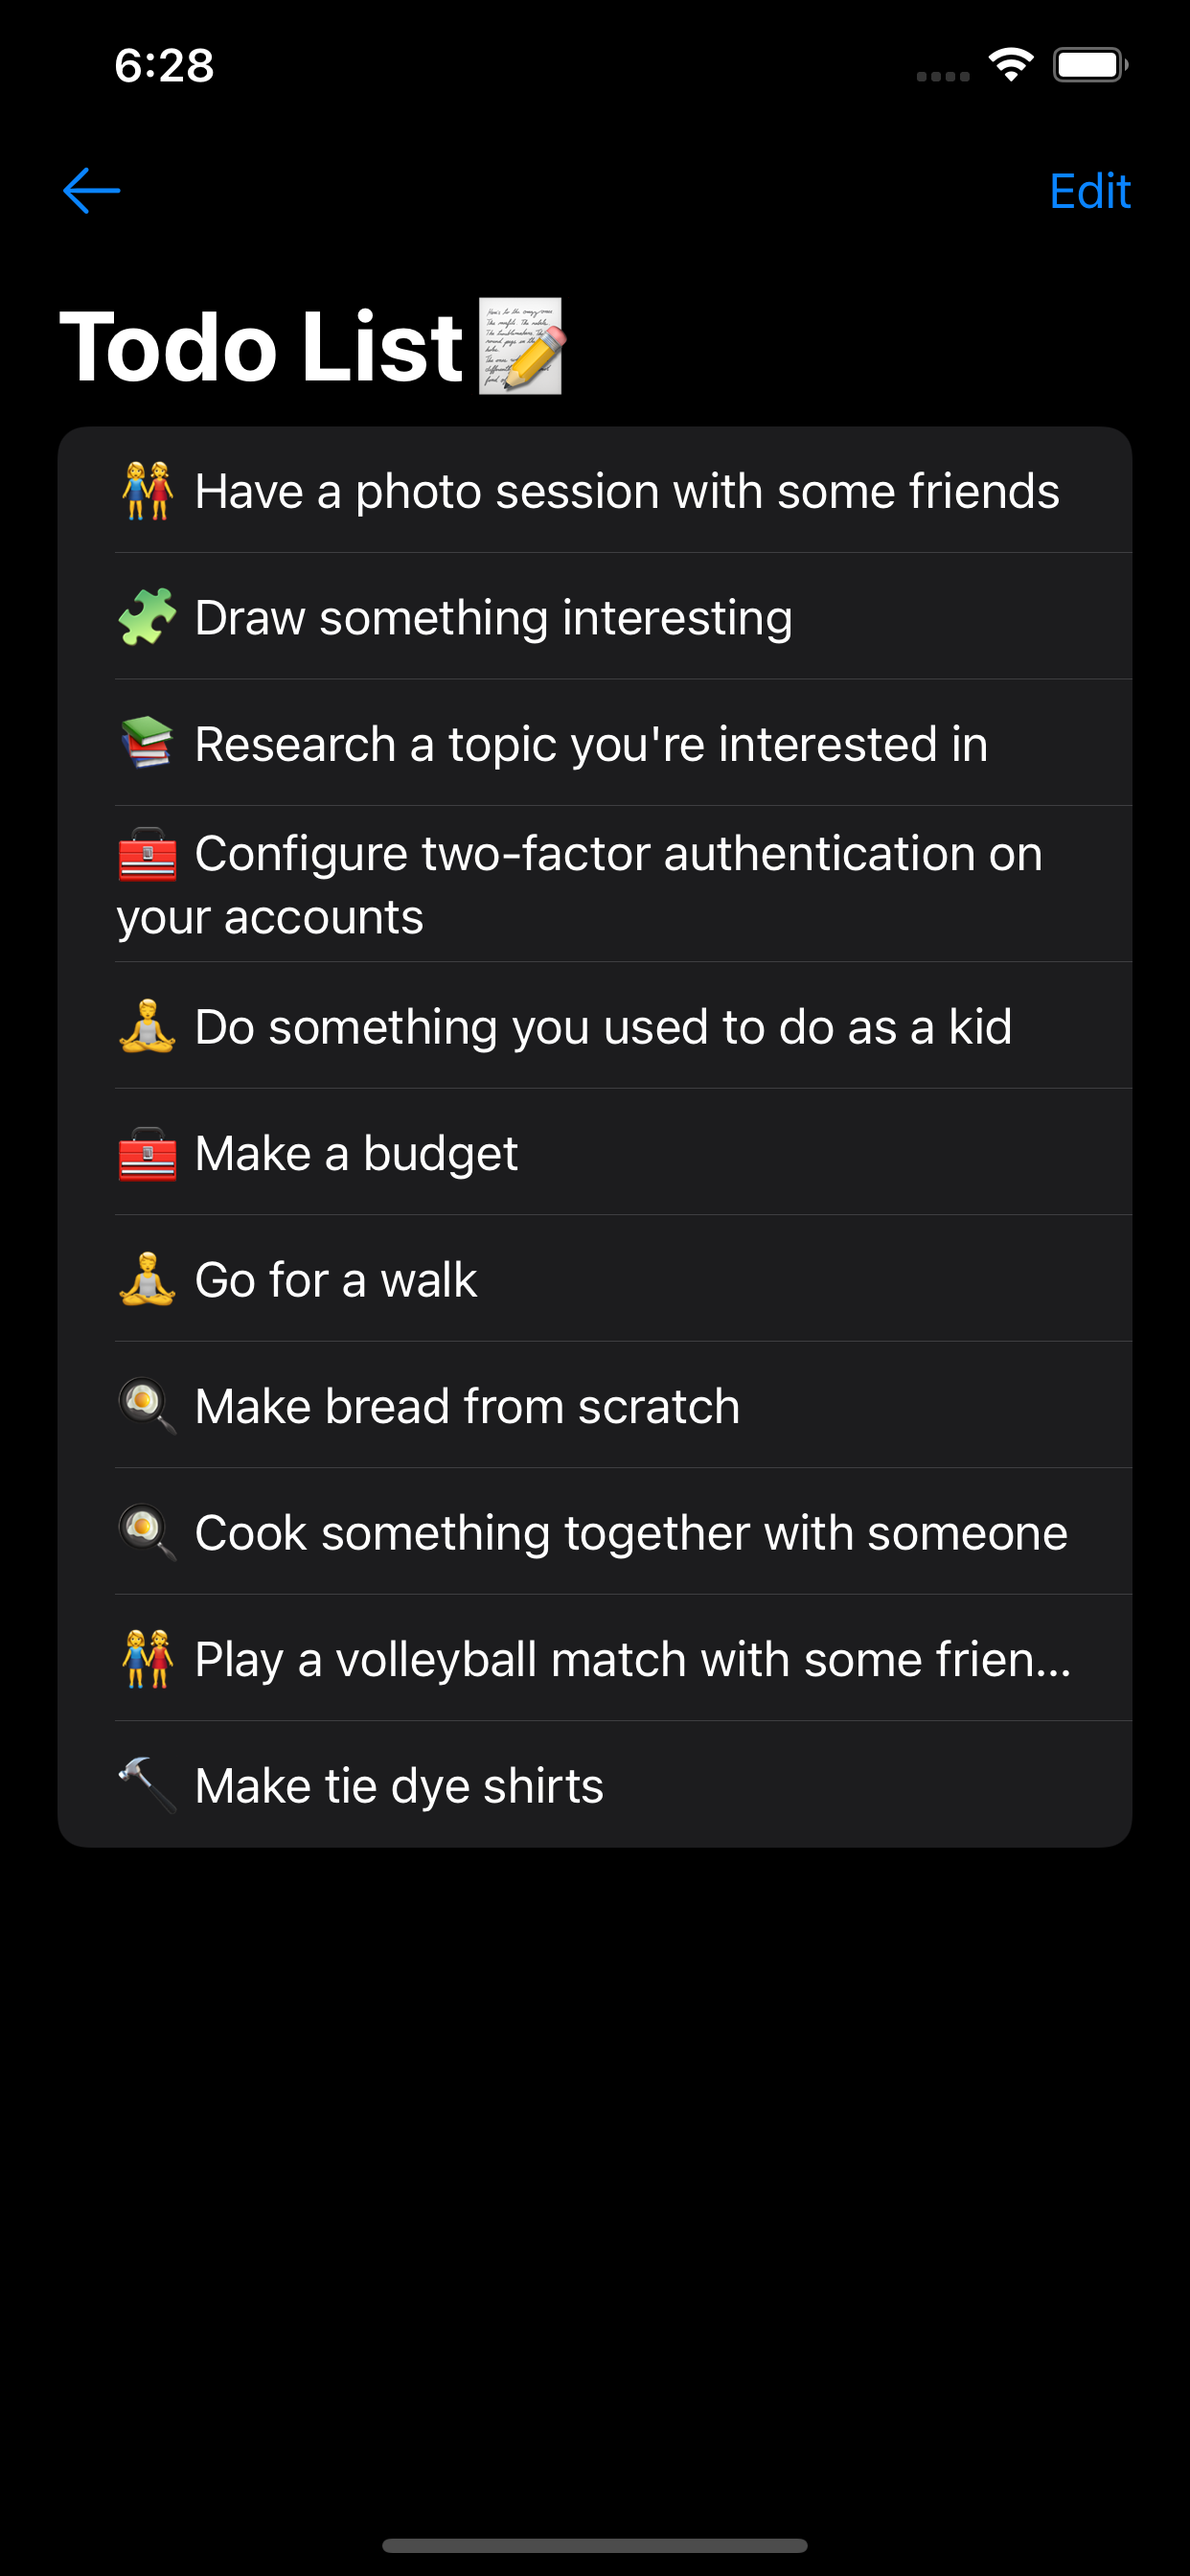 6:28
Edit
Todo List
Have a photo session with some friends
Draw something interesting
Research a topic you're interested in
Configure two-factor authentication on
your accounts
Do something you used to do as a kid
Make a budget
Go for a walk
Make bread from scratch
Cook something together with someone
Play a volleyball match with some frien...
Make tie dye shirts